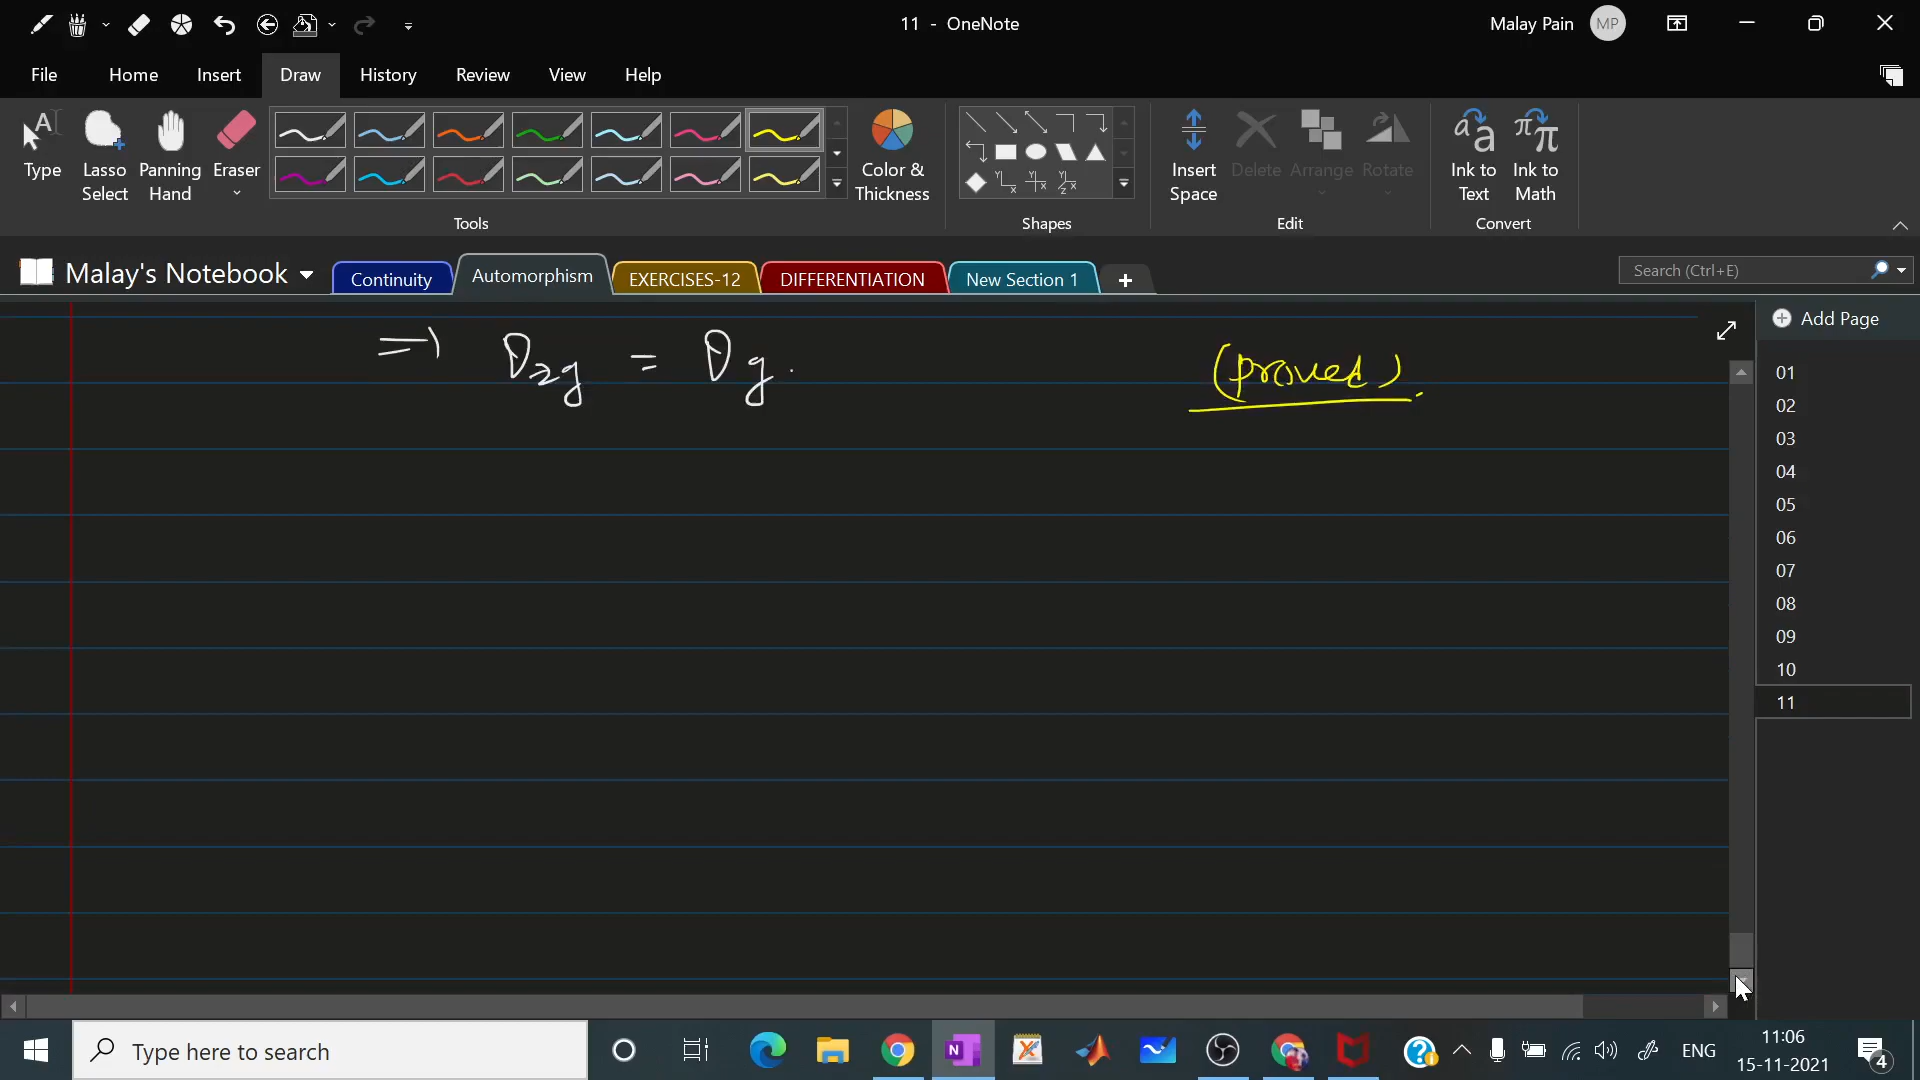 11 - OneNote
Malay Pain MP
File Home Insert Draw History Review View Help
Type
Lasso Select
Panning Hand
Eraser
Color & Thickness
Insert Space
Delete Arrange Rotate
Ink to Text
Ink to Math
Tools Shapes Edit Convert
Malay's Notebook Continuity Automorphism EXERCISES-12 DIFFERENTIATION New Section 1 +
Search (Ctrl+E)
Add Page
⇒ D₂g = Dg. (proved).
01
02
03
04
05
06
07
08
09
10
11
Type here to search
ENG
11:06
15-11-2021
4